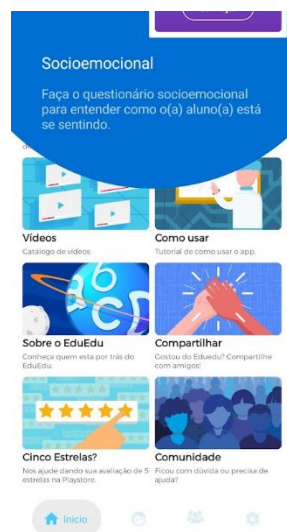 Socioemocional
Faça o questionário socioemocional
para entender como o(a) aluno(a) está
se sentindo.
Vídeos
Catálogo de vídeos.
Como usar
Tutorial de como usar o app.
Sobre o EduEdu
Conheça quem esta por trás do
EduEdu.
Compartilhar
Gostou do Eduedu? Compartilhe
com amigos!
Cinco Estrelas?
Nos ajude dando sua avaliação de 5
estrelas na Playstore.
Comunidade
Ficou com dúvida ou precisa de
ajuda?
Inicio